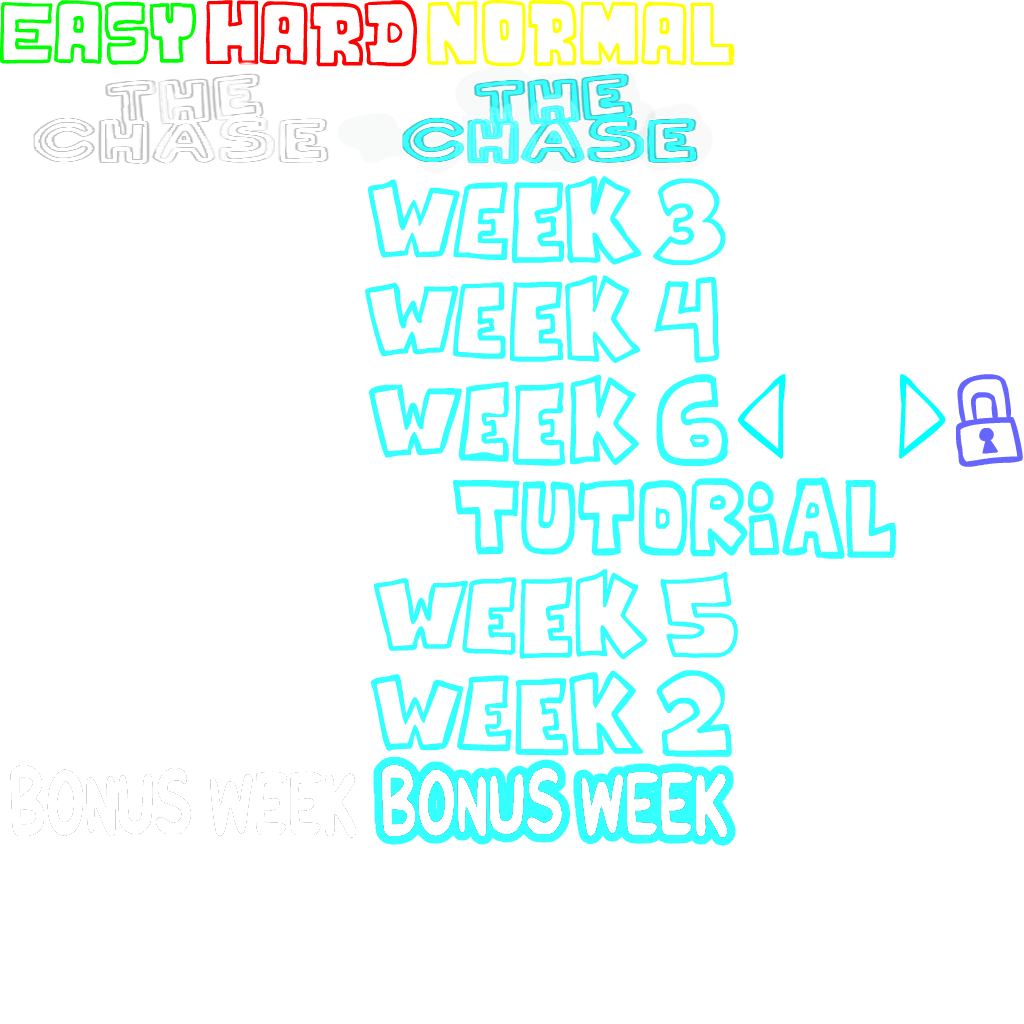 EASY HARD NORMAL
THE THE
CHASE CHASE
WEEK 3
WEEK 4
WEEK 6
TUTORiAL
WEEK 5
WEEK 2
BONUS WEEK BONUS WEEK